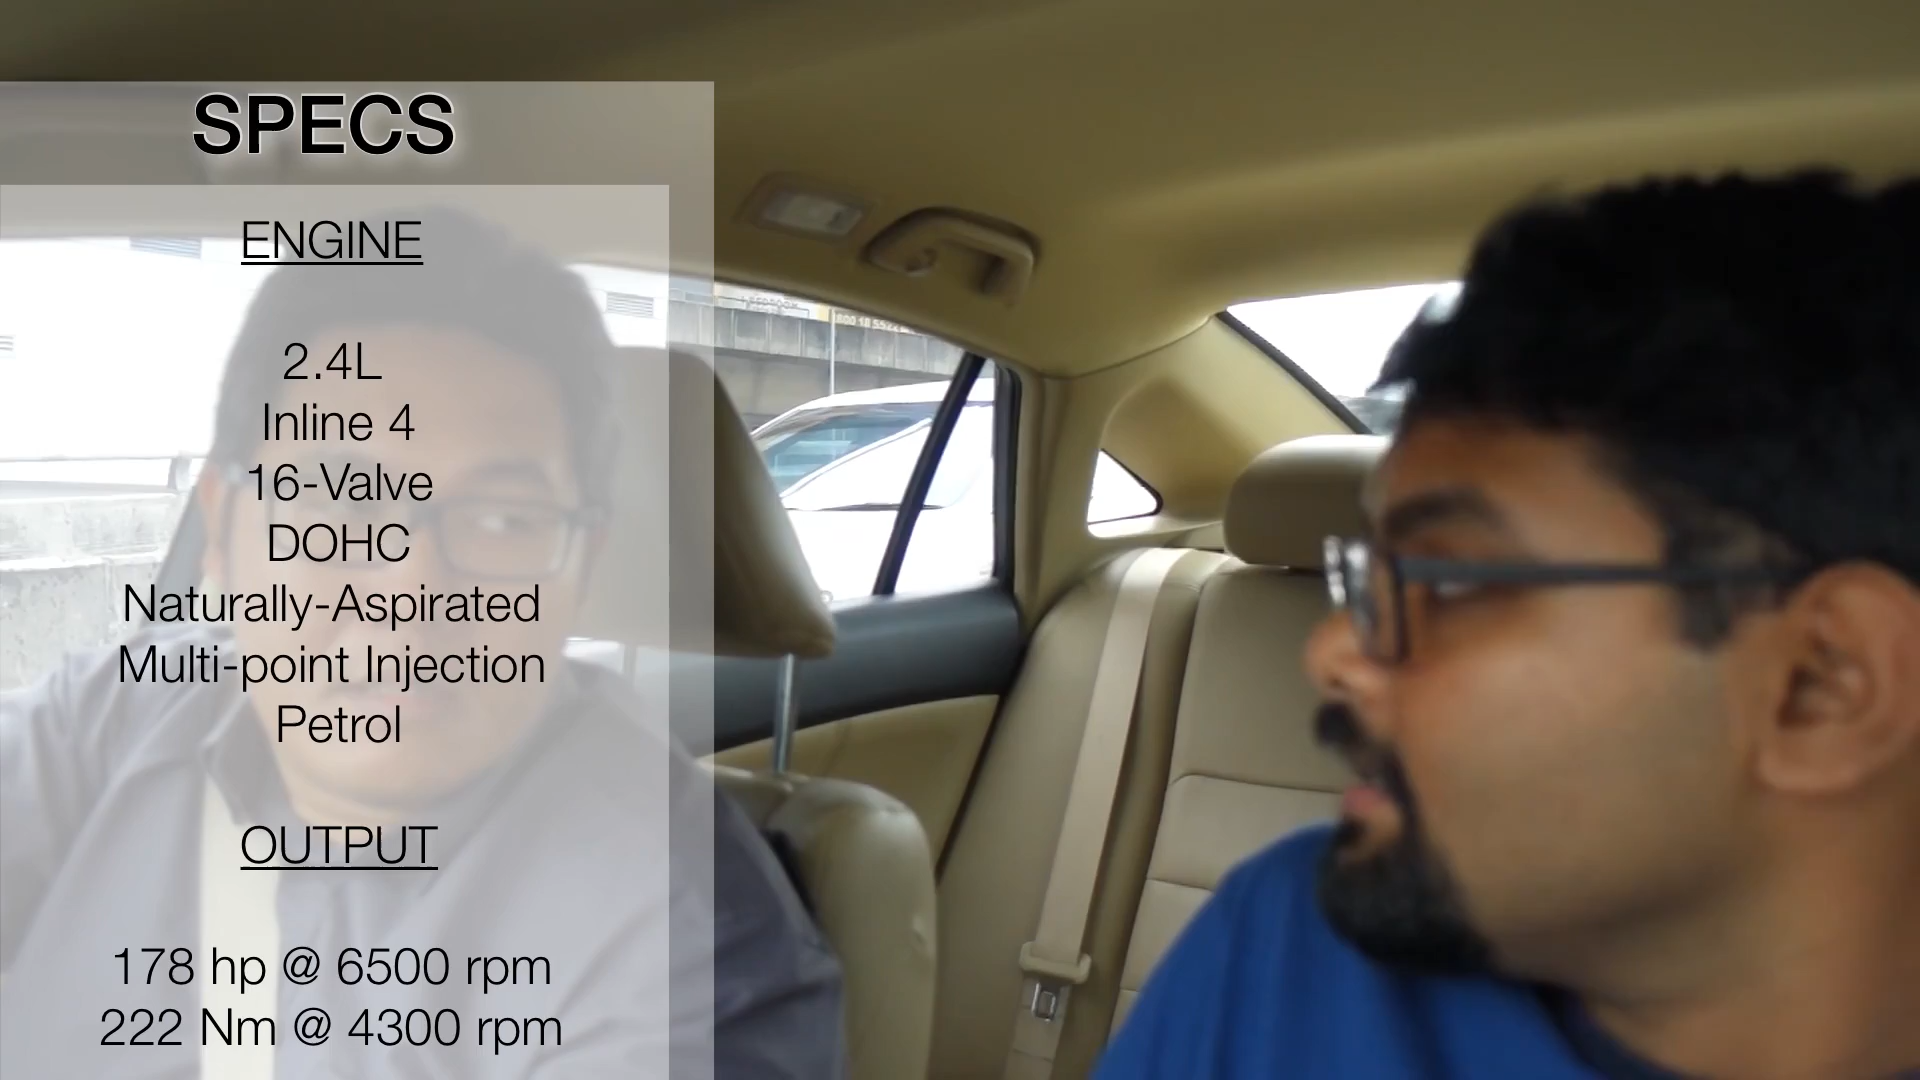 SPECS
ENGINE
2.4L
Inline 4
16-Valve
DOHC
Naturally-Aspirated
Multi-point Injection
Petrol
OUTPUT
178 hp @ 6500 rpm
222 Nm @ 4300 rpm